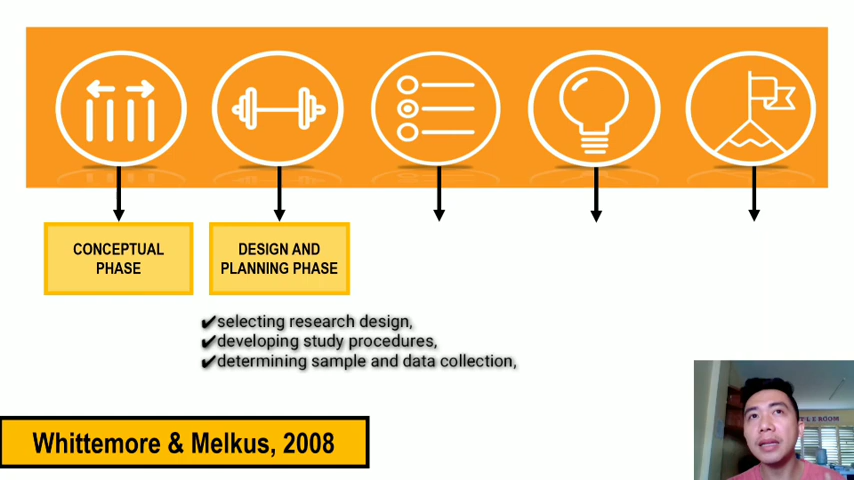 CONCEPTUAL
PHASE
DESIGN AND
PLANNING PHASE
✔selecting research design,
✔developing study procedures,
✔determining sample and data collection,
Whittemore & Melkus, 2008